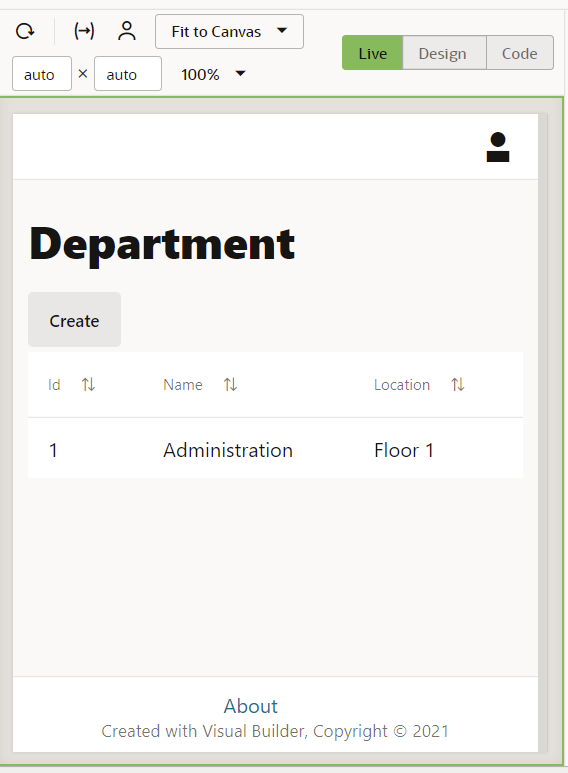 Fit to Canvas
Live Design Code
auto × auto 100%
Department
Create
Id Name Location
1 Administration Floor 1
About
Created with Visual Builder, Copyright © 2021